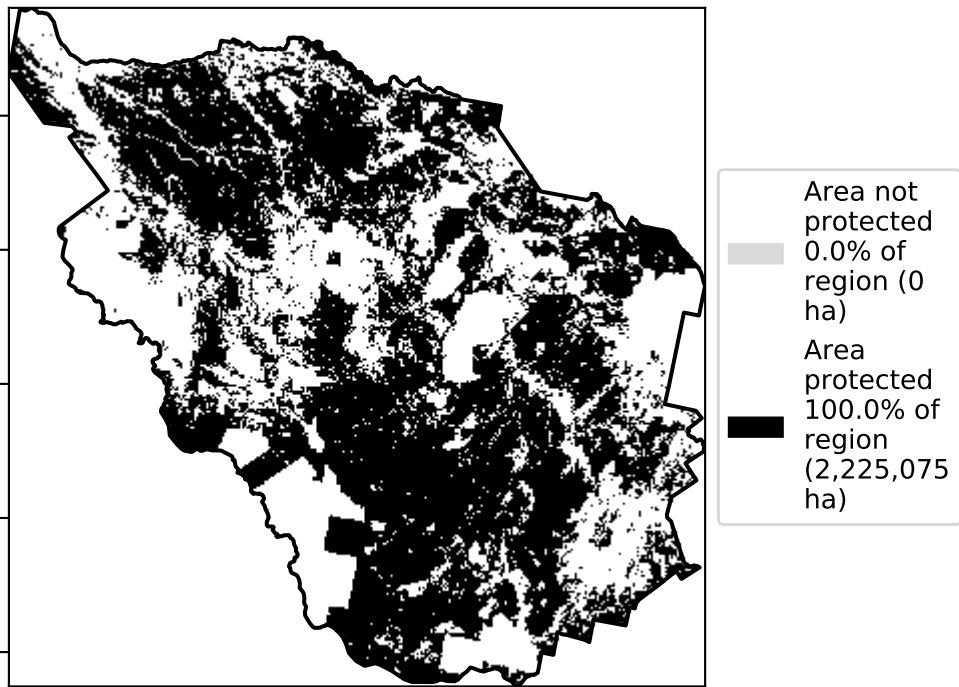 Area not
protected
0.0% of
region (0
ha)
Area
protected
100.0% of
region
(2,225,075
ha)